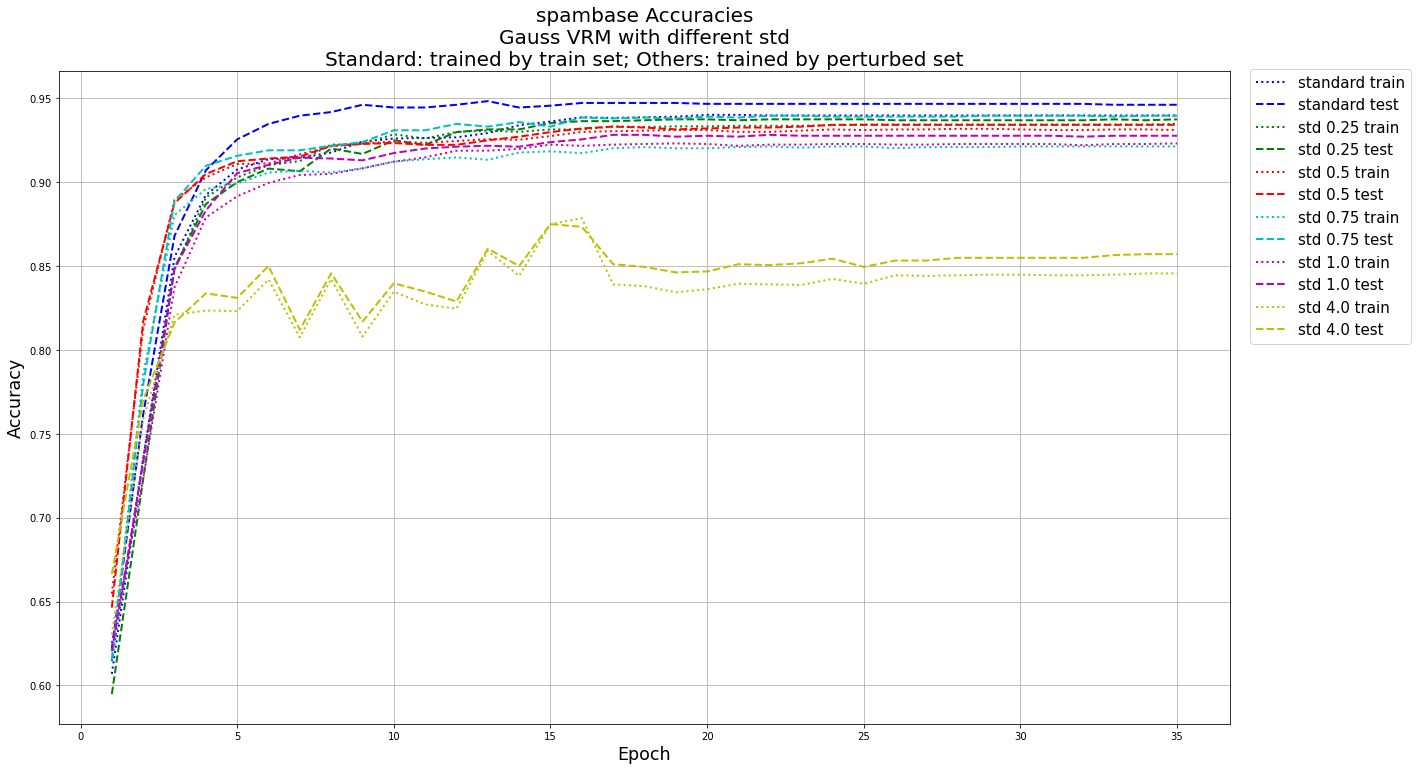 spambase Accuracies
Gauss VRM with different std
Standard: trained by train set; Others: trained by perturbed set
Accuracy
0.95
0.90
0.85
0.80
0.75
0.70
0.65
0.60
0 5 10 15 20 25 30 35
Epoch
standard train
standard test
std 0.25 train
std 0.25 test
std 0.5 train
std 0.5 test
std 0.75 train
std 0.75 test
std 1.0 train
std 1.0 test
std 4.0 train
std 4.0 test